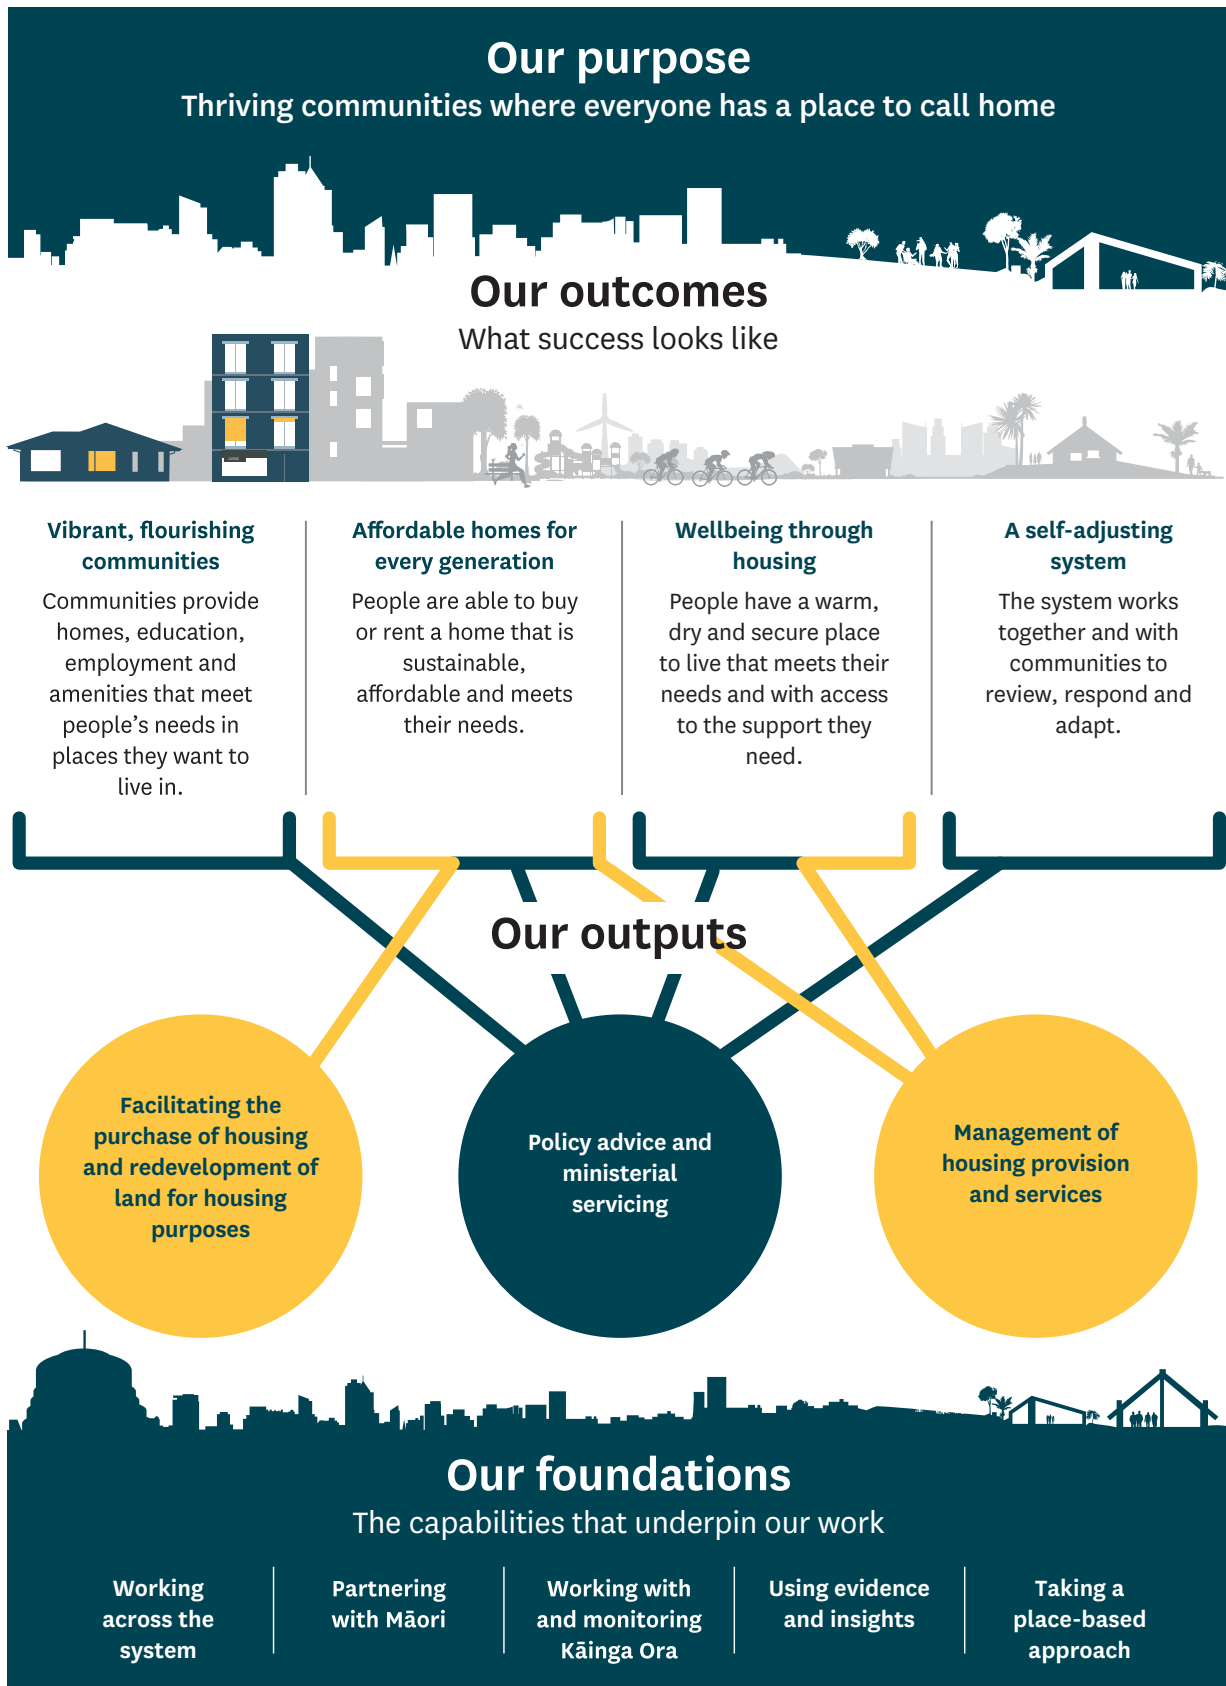 Our purpose
Thriving communities where everyone has a place to call home
Our outcomes
What success looks like
Vibrant, flourishing
communities
Communities provide
homes, education,
employment and
amenities that meet
people's needs in
places they want to
live in.
Affordable homes for
every generation
People are able to buy
or rent a home that is
sustainable,
affordable and meets
their needs.
Wellbeing through
housing
People have a warm,
dry and secure place
to live that meets their
needs and with access
to the support they
need.
A self-adjusting
system
The system works
together and with
communities to
review, respond and
adapt.
Our outputs
Facilitating the
purchase of housing
and redevelopment of
land for housing
purposes
Policy advice and
ministerial
servicing
Management of
housing provision
and services
Our foundations
The capabilities that underpin our work
Working
across the
system
Partnering
with Māori
Working with
and monitoring
Kāinga Ora
Using evidence
and insights
Taking a
place-based
approach